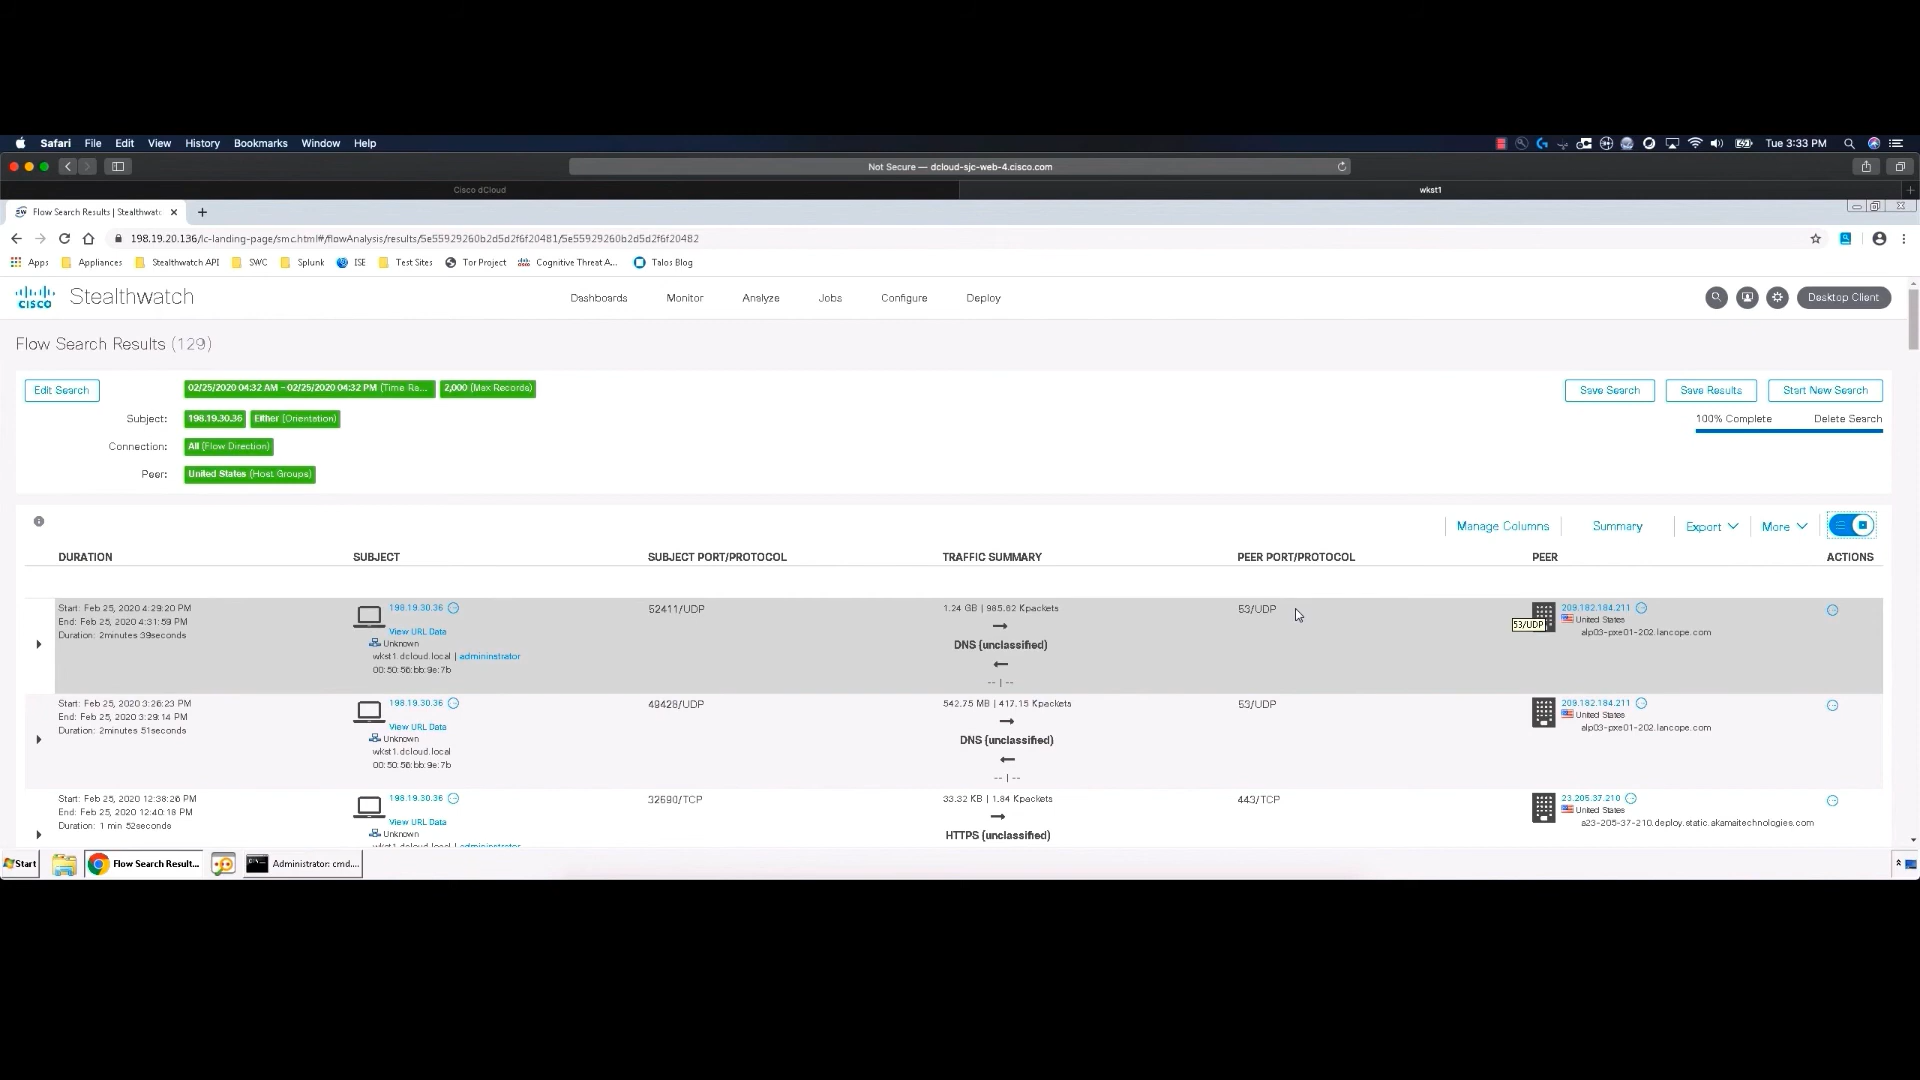 Safari File Edit View History Bookmarks Window Help Tue 3:33 PM
Not Secure — dcloud-sjc-web-4.cisco.com
Cisco dCloud wkst1
Flow Search Results | Stealthwatc
198.19.20.136/lc-landing-page/smc.html#/flowAnalysis/results/5e55929260b2d5d2f6f20481/5e55929260b2d5d2f6f20482
Apps Appliances Stealthwatch API SWC Splunk ISE Test Sites Tor Project Cognitive Threat A... Talos Blog
CISCO Stealthwatch Dashboards Monitor Analyze Jobs Configure Deploy Desktop Client
Flow Search Results (129)
Edit Search 02/25/2020 04:32 AM - 02/25/2020 04:32 PM (Time Ra... 2,000 (Max Records) Save Search Save Results Start New Search
Subject: 198.19.30.36 Either (Orientation) 100% Complete Delete Search
Connection: All (Flow Direction)
Peer: United States (Host Groups)
Manage Columns Summary Export More
DURATION SUBJECT SUBJECT PORT/PROTOCOL TRAFFIC SUMMARY PEER PORT/PROTOCOL PEER ACTIONS
Start: Feb 25, 2020 4:29:20 PM 198.19.30.36 52411/UDP 1.24 GB | 985.62 Kpackets 53/UDP 209.182.184.211
End: Feb 25, 2020 4:31:59 PM United States
Duration: 2minutes 39seconds View URL Data 53/UDP alp03-pxe01-202.lancope.com
Unknown DNS (unclassified)
wkst1.dcloud.local | admininstrator
00:50:56:bb:9e:7b
-- | --
Start: Feb 25, 2020 3:26:23 PM 198.19.30.36 49428/UDP 542.75 MB | 417.15 Kpackets 53/UDP 209.182.184.211
End: Feb 25, 2020 3:29:14 PM United States
Duration: 2minutes 51seconds View URL Data alp03-pxe01-202.lancope.com
Unknown DNS (unclassified)
wkst1.dcloud.local
00:50:56:bb:9e:7b
-- | --
Start: Feb 25, 2020 12:38:26 PM 198.19.30.36 32690/TCP 33.32 KB | 1.84 Kpackets 443/TCP 23.205.37.210
End: Feb 25, 2020 12:40:18 PM United States
Duration: 1 min 52seconds View URL Data a23-205-37-210.deploy.static.akamaitechnologies.com
Unknown HTTPS (unclassified)
wkst1.dcloud.local | admininstrator
Start Flow Search Result... Administrator: cmd....